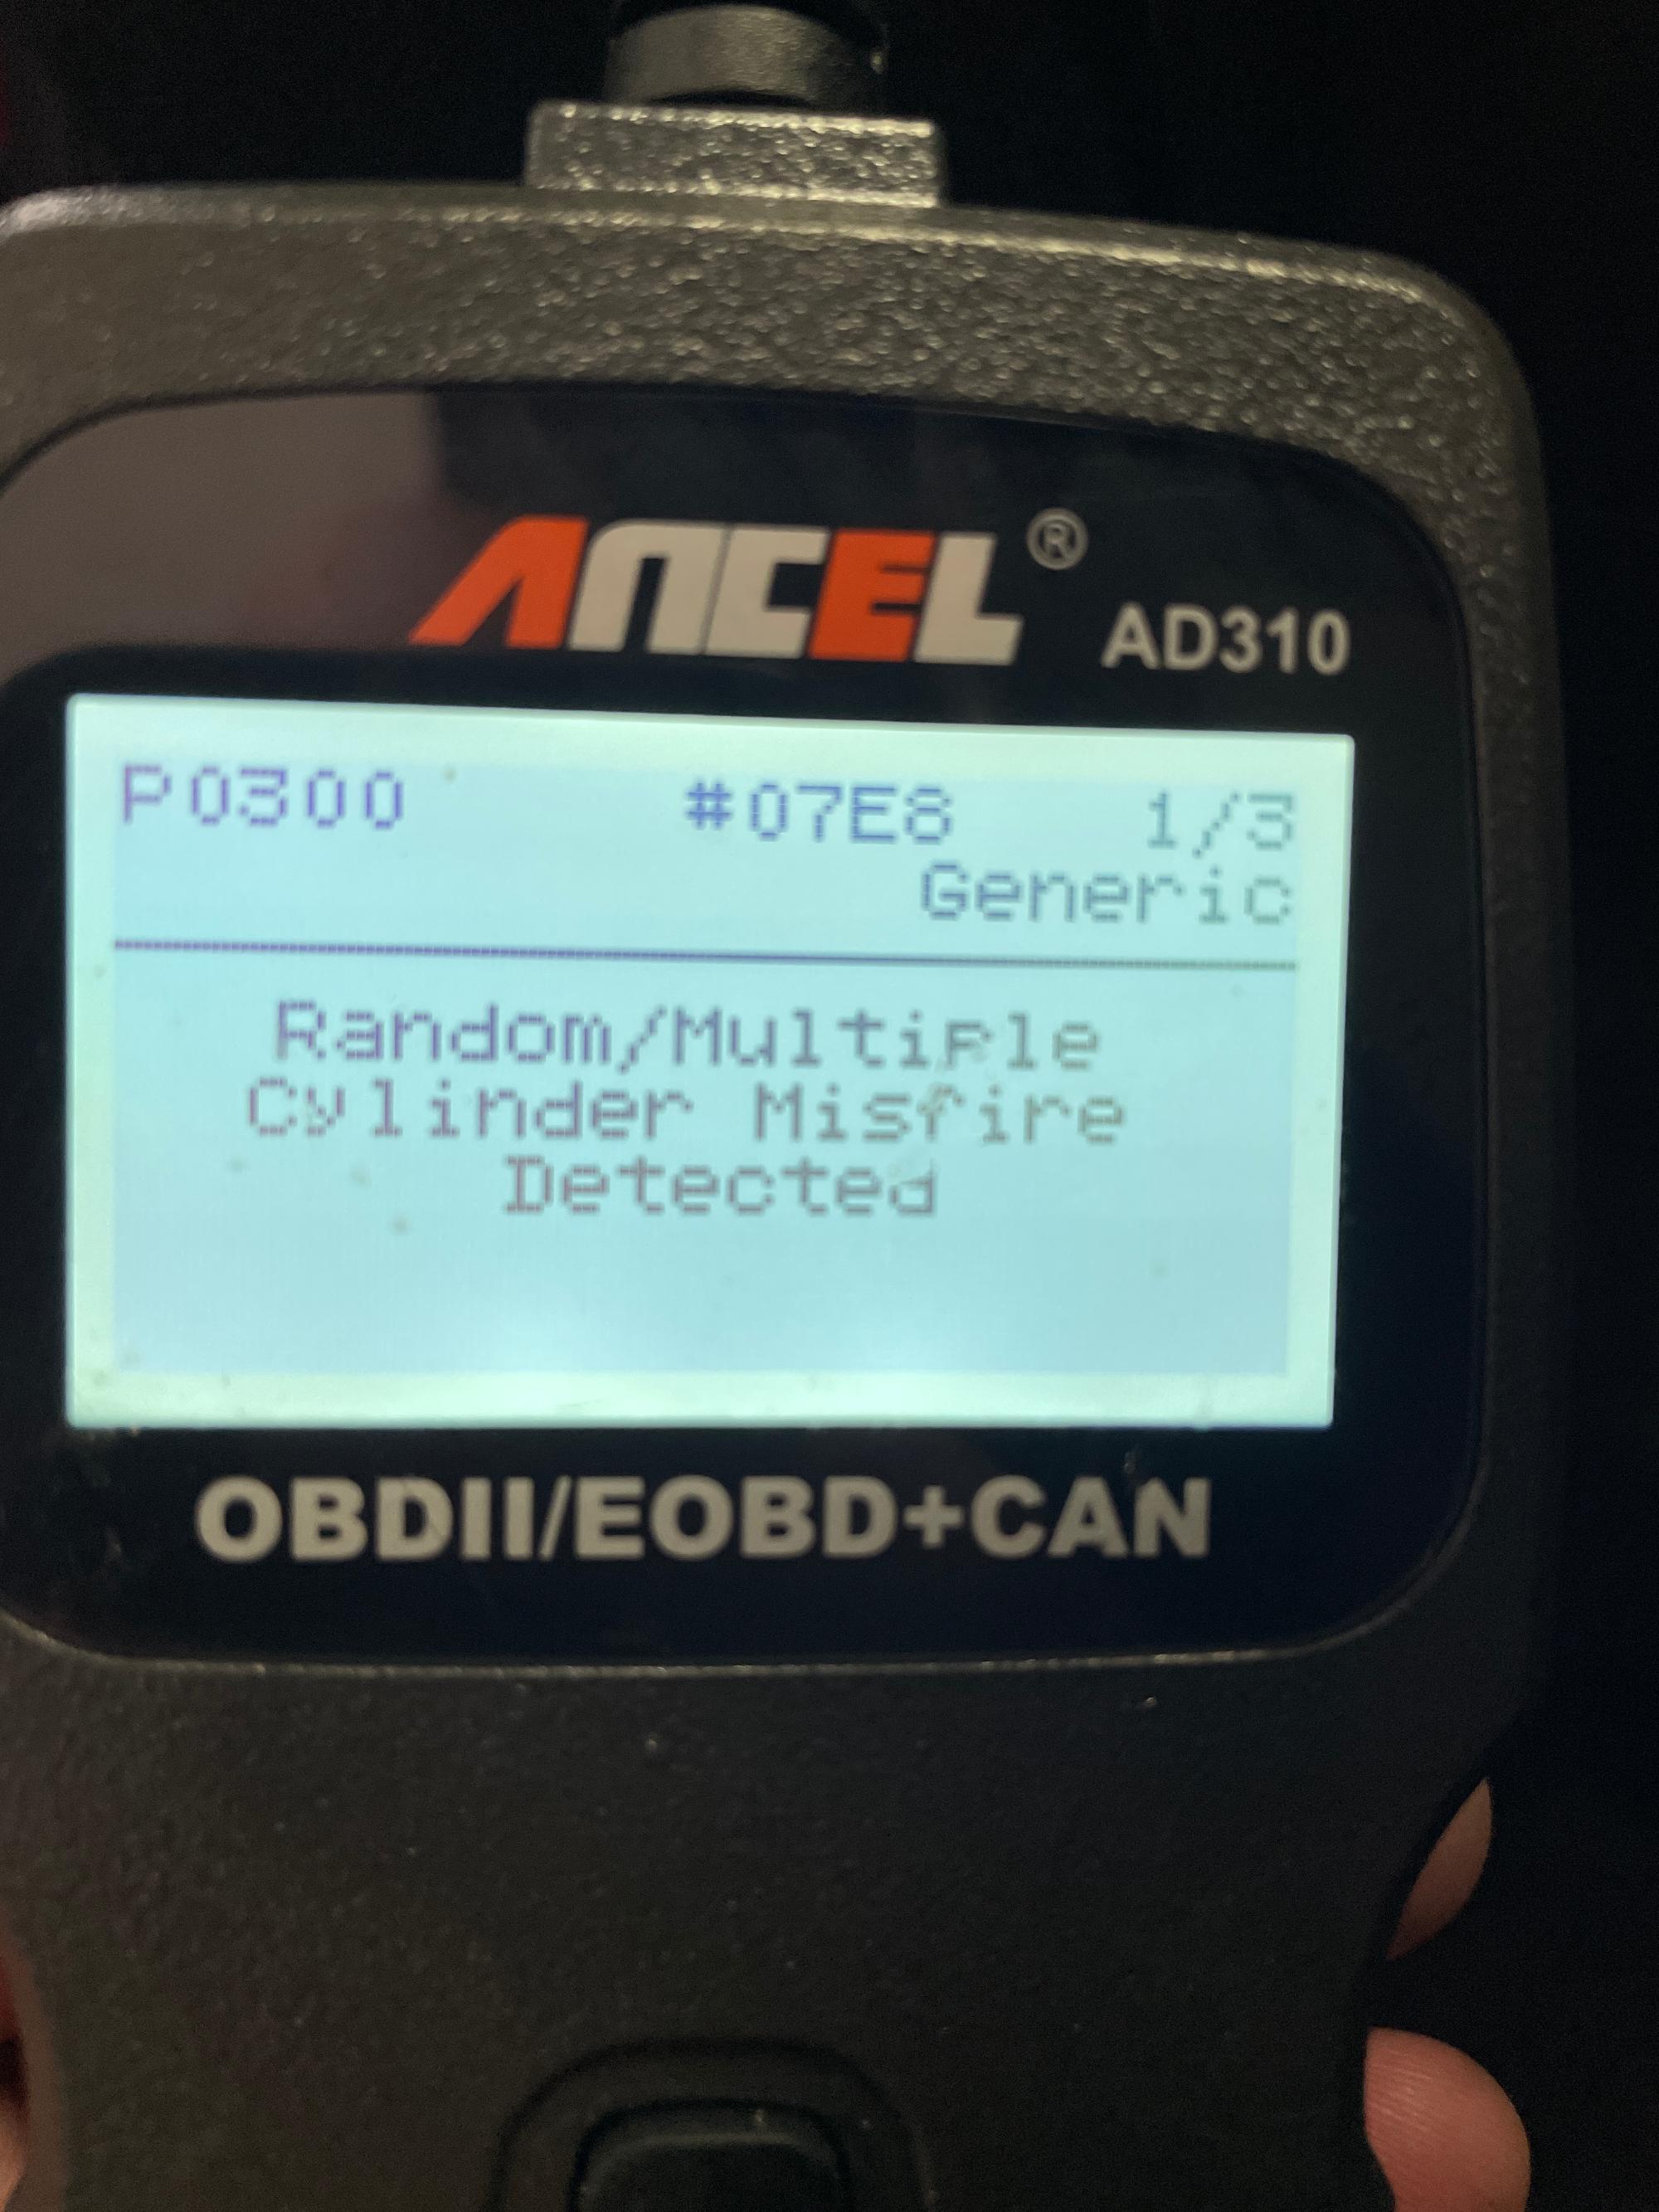 ANCEL® AD310
P0300 #07E8 1/3
Generic
Random/Multiple
Cylinder Misfire
Detected
OBDII/EOBD+CAN